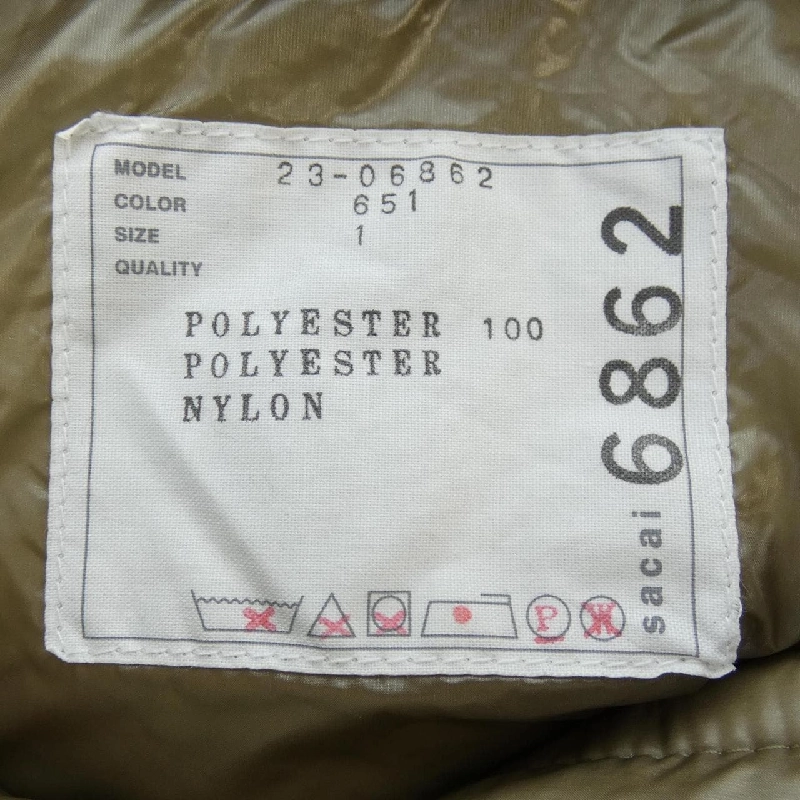 MODEL 23-06862
COLOR 651
SIZE 1
QUALITY
POLYESTER 100
POLYESTER
NYLON
P
W
sacai 6862